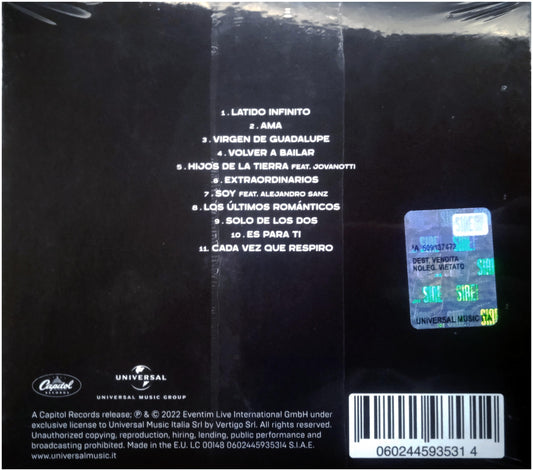 1. LATIDO INFINITO
2. AMA
3. VIRGEN DE GUADALUPE
4. VOLVER A BAILAR
5. HIJOS DE LA TIERRA FEAT. JOVANOTTI
6. EXTRAORDINARIOS
7. SOY FEAT. ALEJANDRO SANZ
8. LOS ÚLTIMOS ROMÁNTICOS
9. SOLO DE LOS DOS
10. ES PARA TI
11. CADA VEZ QUE RESPIRO
SIAE
DEST. VENDITA
NOLEG. VIETATO
UNIVERSAL MUSIC ITA
Capitol
RECORDS
UNIVERSAL
UNIVERSAL MUSIC GROUP
A Capitol Records release; ℗ & © 2022 Eventim Live International GmbH under
exclusive license to Universal Music Italia Srl by Vertigo Srl. All rights reserved.
Unauthorized copying, reproduction, hiring, lending, public performance and
broadcasting prohibited. Made in the E.U. LC 00148 0602445935314 S.I.A.E.
www.universalmusic.it
060244593531 4